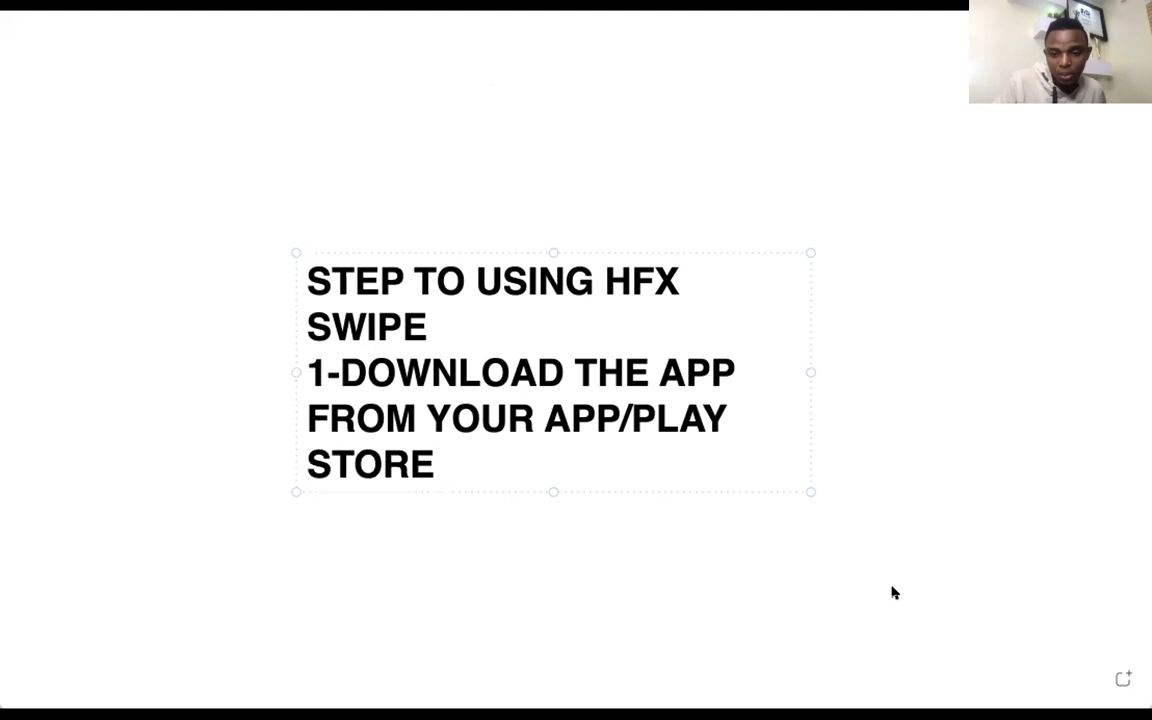 STEP TO USING HFX
SWIPE
1-DOWNLOAD THE APP
FROM YOUR APP/PLAY
STORE